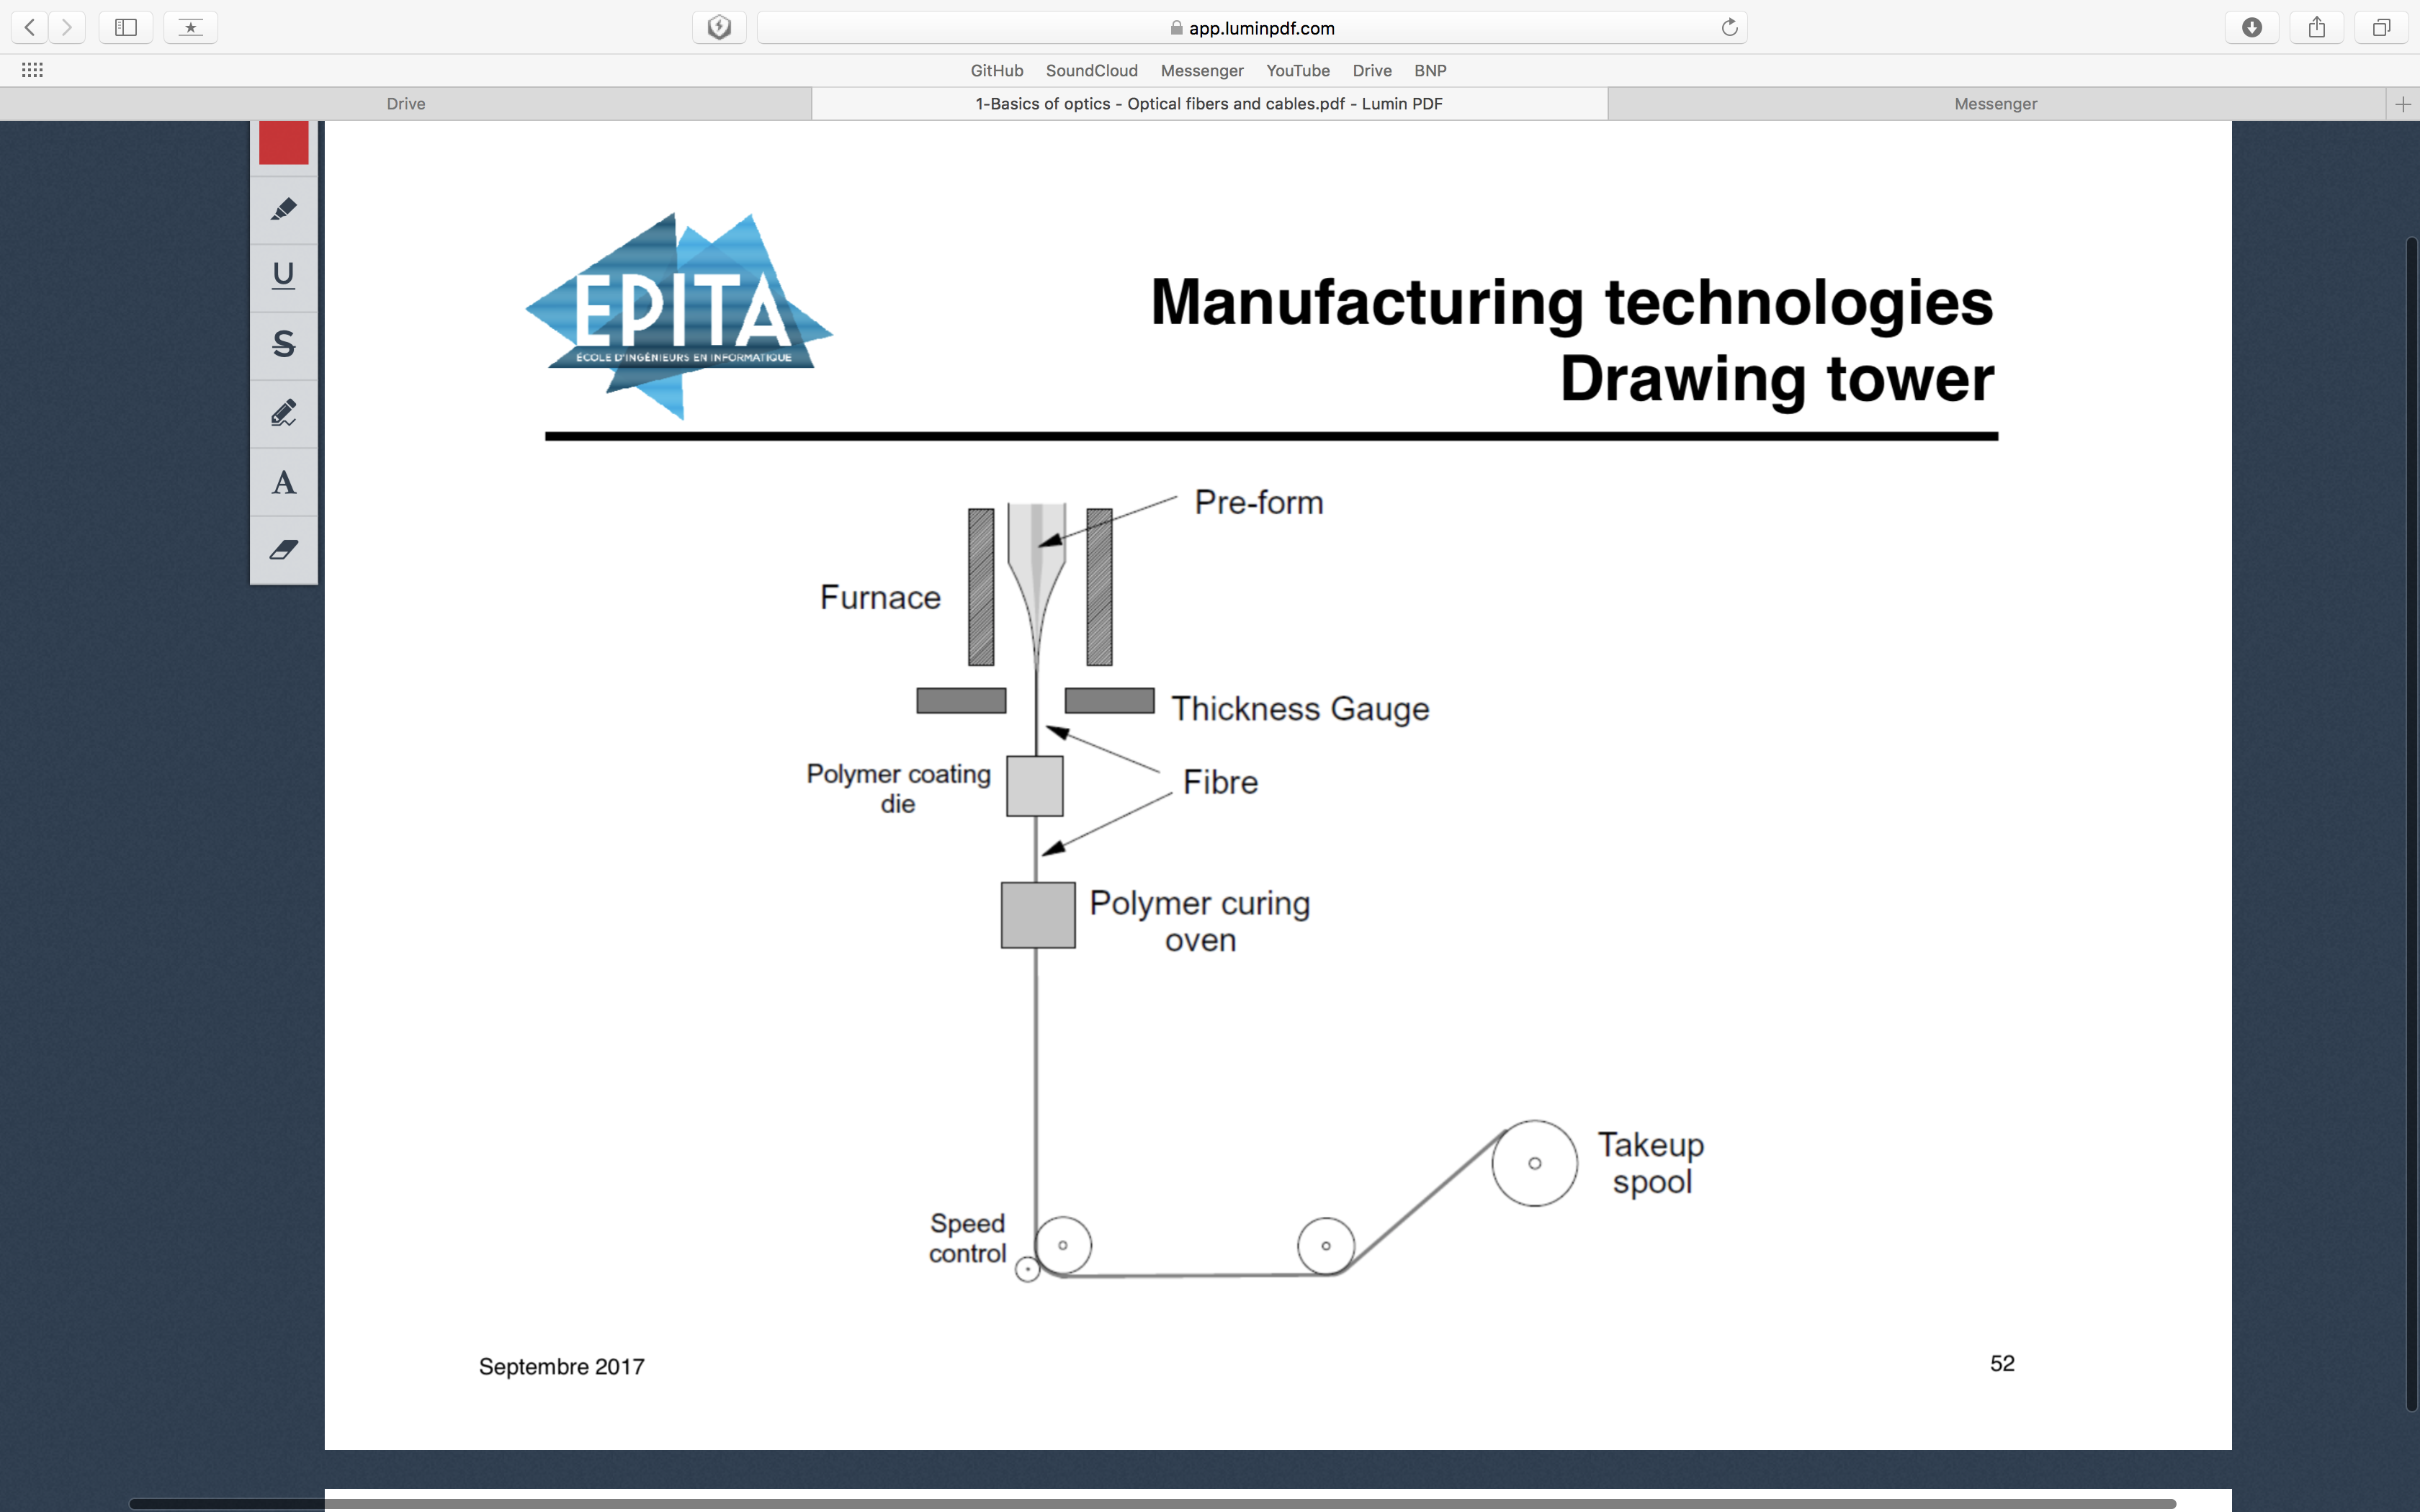 app.luminpdf.com
GitHub SoundCloud Messenger YouTube Drive BNP
Drive
1-Basics of optics - Optical fibers and cables.pdf - Lumin PDF
Messenger
U
S
A
EPITA
ÉCOLE D'INGÉNIEURS EN INFORMATIQUE
Manufacturing technologies
Drawing tower
Pre-form
Furnace
Thickness Gauge
Polymer coating
die
Fibre
Polymer curing
oven
Takeup
spool
Speed
control
Septembre 2017
52